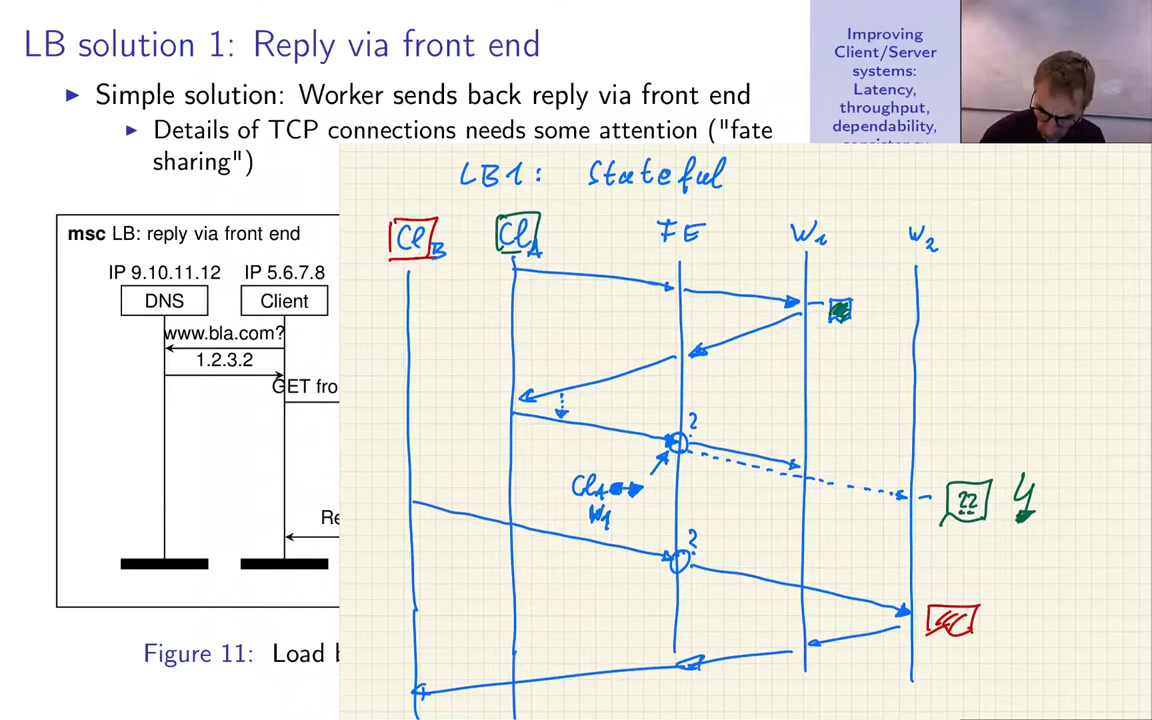 LB solution 1: Reply via front end
▶ Simple solution: Worker sends back reply via front end
▶ Details of TCP connections needs some attention ("fate
sharing")
Improving
Client/Server
systems:
Latency,
throughput,
dependability,
LB1: Stateful
Cl B
Cl A
FE
W1
W2
msc LB: reply via front end
IP 9.10.11.12
IP 5.6.7.8
DNS
Client
www.bla.com?
1.2.3.2
GET fro
?
ClA
W1
??
?
Re
Figure 11: Load b